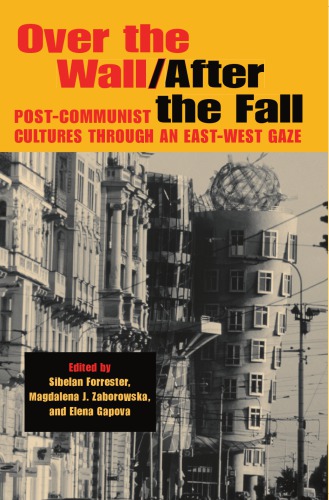 Over the
Wall/After
POST-COMMUNIST the Fall
CULTURES THROUGH AN EAST-WEST GAZE
Edited by
Sibelan Forrester,
Magdalena J. Zaborowska,
and Elena Gapova